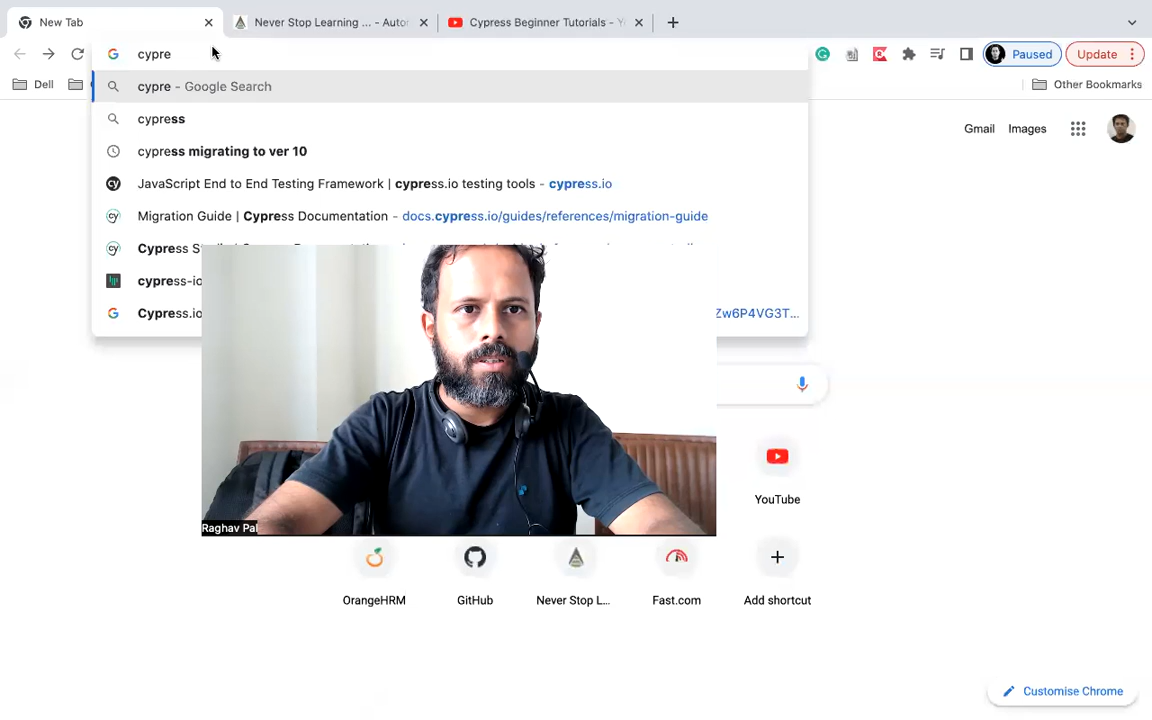 New Tab
Never Stop Learning ... - Autor
Cypress Beginner Tutorials - Y
cypre
Paused
Update
Dell
Other Bookmarks
cypre - Google Search
cypress
cypress migrating to ver 10
JavaScript End to End Testing Framework | cypress.io testing tools - cypress.io
Migration Guide | Cypress Documentation - docs.cypress.io/guides/references/migration-guide
Cypress
cypress-io
Cypress.io
Zw6P4VG3T...
Gmail
Images
Raghav Pal
YouTube
OrangeHRM
GitHub
Never Stop L...
Fast.com
Add shortcut
Customise Chrome